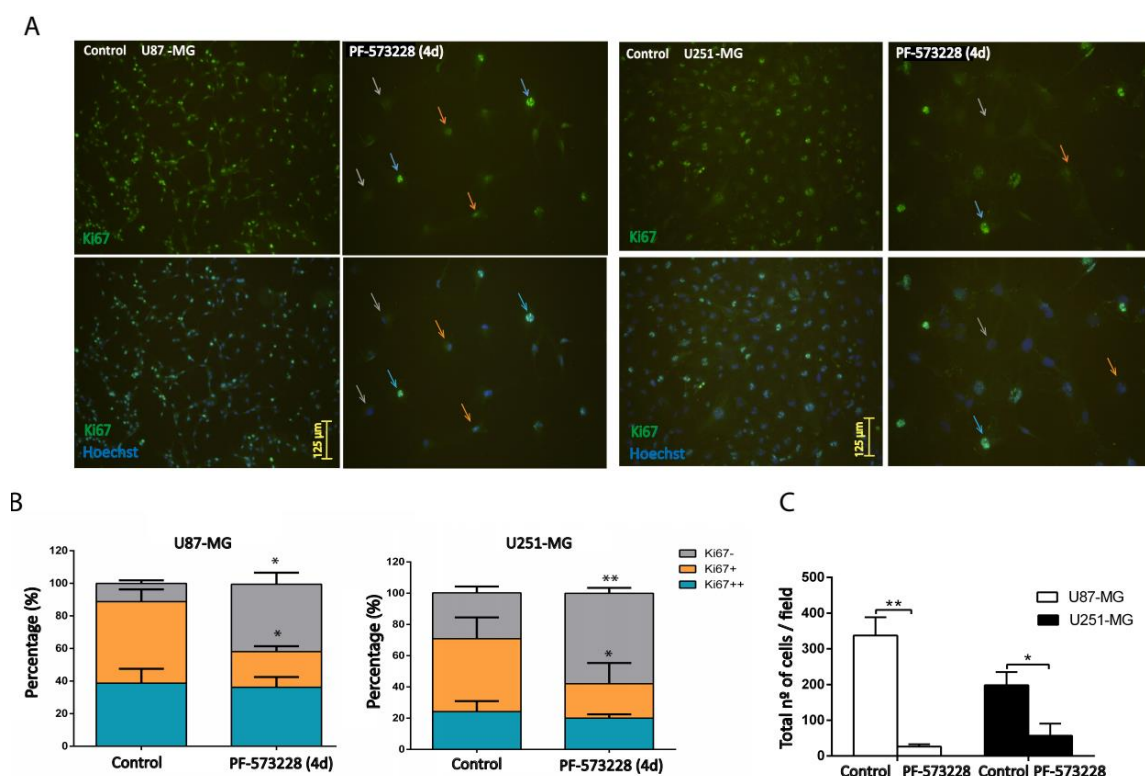 A
Control U87 -MG
PF-573228 (4d)
Control U251-MG
PF-573228 (4d)
Ki67
Ki67
Ki67
Hoechst
125 µm
Ki67
Hoechst
125 µm
B
U87-MG
Percentage (%)
120
100
80
60
40
20
0
*
*
Control
PF-573228 (4d)
U251-MG
Percentage (%)
120
100
80
60
40
20
0
**
*
Control
PF-573228 (4d)
Ki67-
Ki67+
Ki67++
C
Total nº of cells / field
500
400
300
200
100
0
**
*
U87-MG
U251-MG
Control PF-573228 Control PF-573228